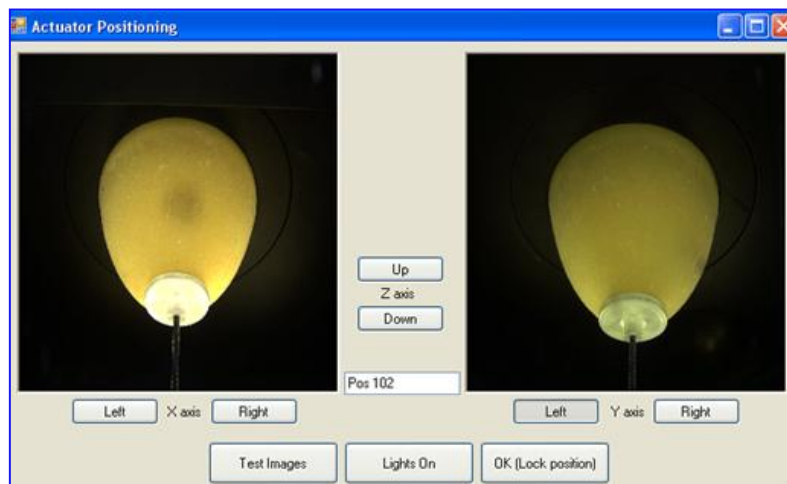 Actuator Positioning
Up
Z axis
Down
Pos 102
Left X axis Right
Left Y axis Right
Test Images
Lights On
OK (Lock position)